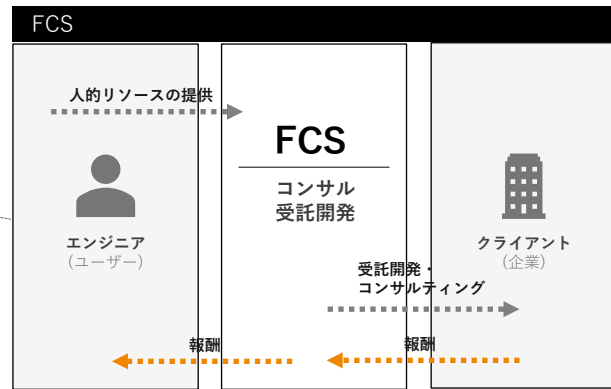 FCS
人的リソースの提供
FCS
コンサル
受託開発
エンジニア
(ユーザー)
クライアント
(企業)
受託開発・
コンサルティング
報酬
報酬